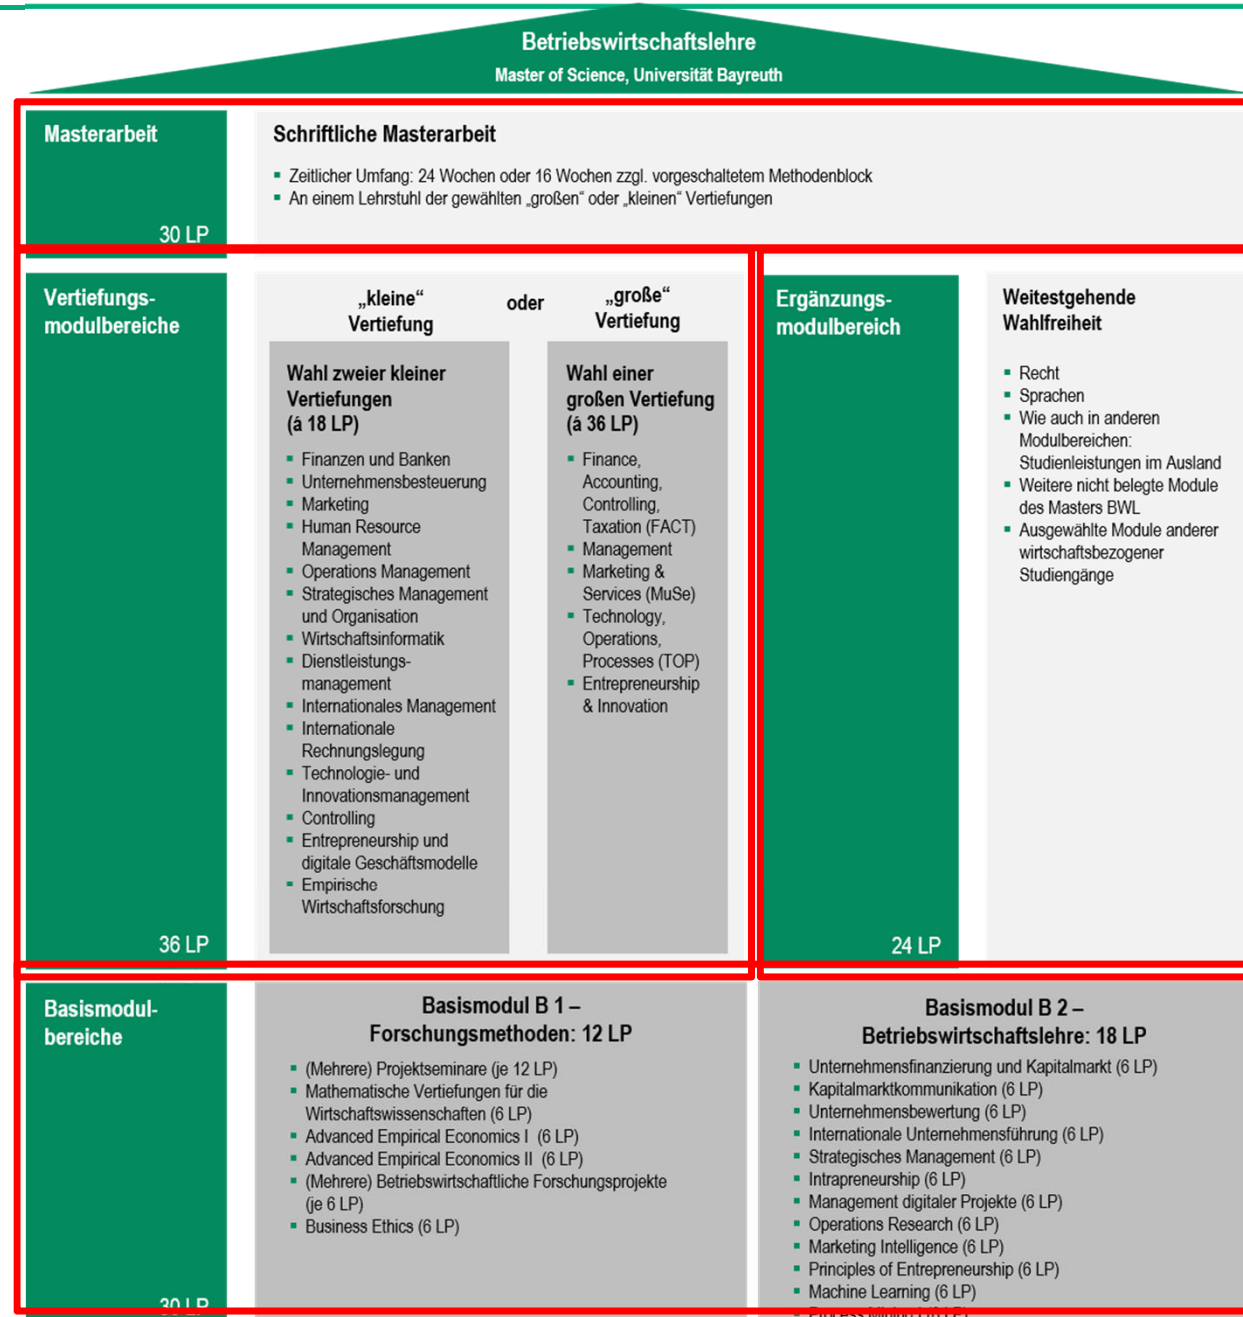 Betriebswirtschaftslehre
Master of Science, Universität Bayreuth
Masterarbeit
30 LP
Schriftliche Masterarbeit
▪ Zeitlicher Umfang: 24 Wochen oder 16 Wochen zzgl. vorgeschaltetem Methodenblock
▪ An einem Lehrstuhl der gewählten „großen“ oder „kleinen“ Vertiefungen
Vertiefungs-
modulbereiche
36 LP
„kleine“
Vertiefung
oder
„große“
Vertiefung
Wahl zweier kleiner
Vertiefungen
(á 18 LP)
▪ Finanzen und Banken
▪ Unternehmensbesteuerung
▪ Marketing
▪ Human Resource
Management
▪ Operations Management
▪ Strategisches Management
und Organisation
▪ Wirtschaftsinformatik
▪ Dienstleistungs-
management
▪ Internationales Management
▪ Internationale
Rechnungslegung
▪ Technologie- und
Innovationsmanagement
▪ Controlling
▪ Entrepreneurship und
digitale Geschäftsmodelle
▪ Empirische
Wirtschaftsforschung
Wahl einer
großen Vertiefung
(á 36 LP)
▪ Finance,
Accounting,
Controlling,
Taxation (FACT)
▪ Management
▪ Marketing &
Services (MuSe)
▪ Technology,
Operations,
Processes (TOP)
▪ Entrepreneurship
& Innovation
Ergänzungs-
modulbereich
24 LP
Weitestgehende
Wahlfreiheit
▪ Recht
▪ Sprachen
▪ Wie auch in anderen
Modulbereichen:
Studienleistungen im Ausland
▪ Weitere nicht belegte Module
des Masters BWL
▪ Ausgewählte Module anderer
wirtschaftsbezogener
Studiengänge
Basismodul-
bereiche
30 LP
Basismodul B 1 –
Forschungsmethoden: 12 LP
▪ (Mehrere) Projektseminare (je 12 LP)
▪ Mathematische Vertiefungen für die
Wirtschaftswissenschaften (6 LP)
▪ Advanced Empirical Economics I (6 LP)
▪ Advanced Empirical Economics II (6 LP)
▪ (Mehrere) Betriebswirtschaftliche Forschungsprojekte
(je 6 LP)
▪ Business Ethics (6 LP)
Basismodul B 2 –
Betriebswirtschaftslehre: 18 LP
▪ Unternehmensfinanzierung und Kapitalmarkt (6 LP)
▪ Kapitalmarktkommunikation (6 LP)
▪ Unternehmensbewertung (6 LP)
▪ Internationale Unternehmensführung (6 LP)
▪ Strategisches Management (6 LP)
▪ Intrapreneurship (6 LP)
▪ Management digitaler Projekte (6 LP)
▪ Operations Research (6 LP)
▪ Marketing Intelligence (6 LP)
▪ Principles of Entrepreneurship (6 LP)
▪ Machine Learning (6 LP)